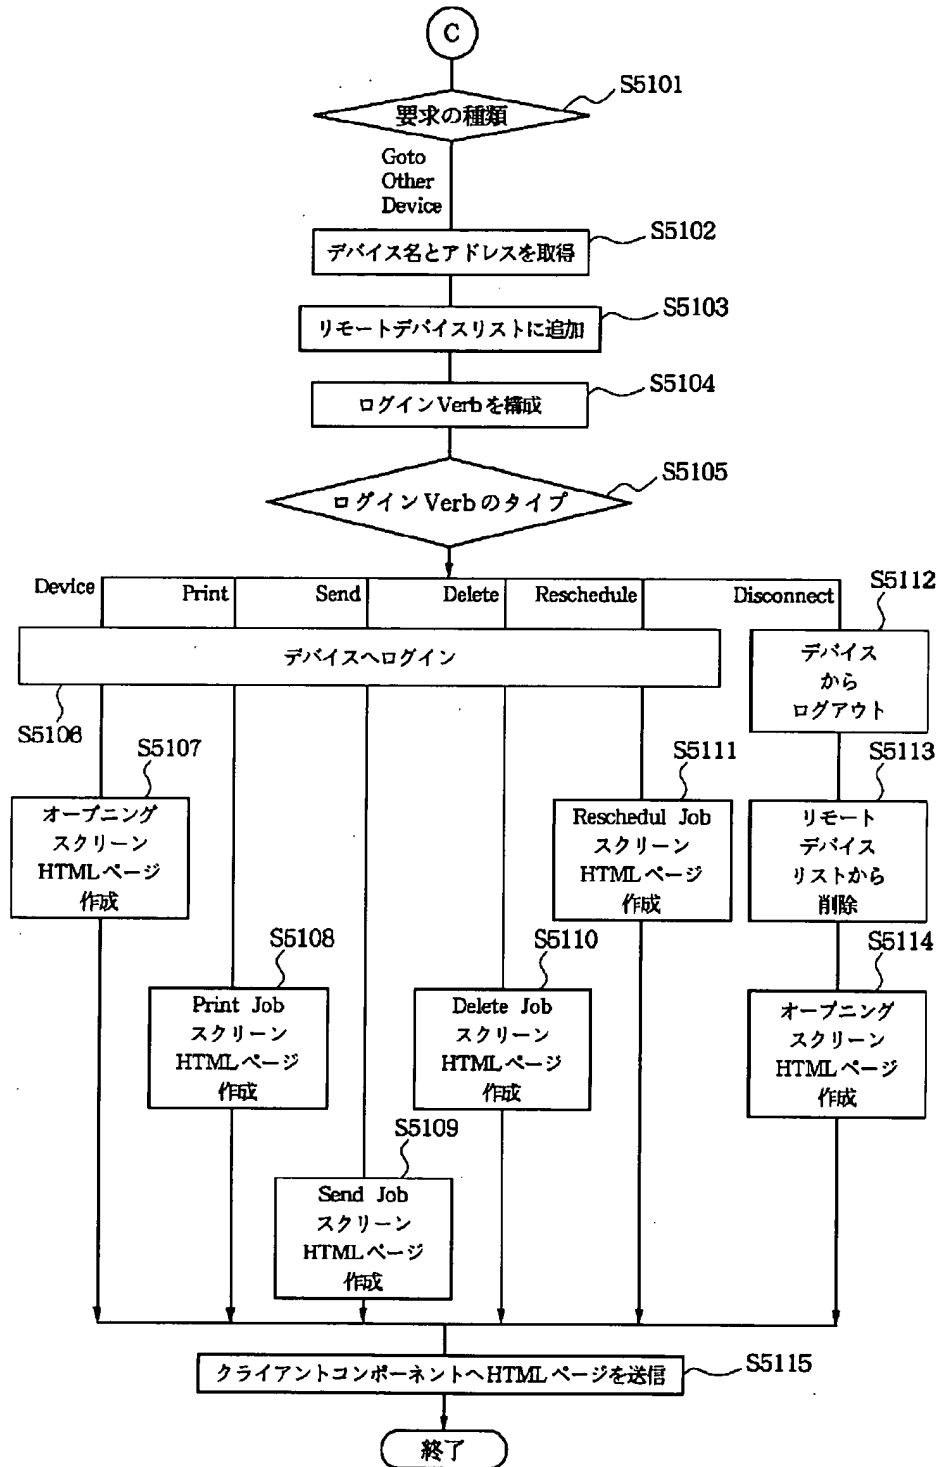 C
要求の種類
S5101
Goto
Other
Device
デバイス名とアドレスを取得
S5102
リモートデバイスリストに追加
S5103
ログインVerbを構成
S5104
ログインVerbのタイプ
S5105
Device
Print
Send
Delete
Reschedule
Disconnect
S5112
デバイスへログイン
S5106
デバイス
から
ログアウト
S5107
オープニング
スクリーン
HTMLページ
作成
S5111
Reschedul Job
スクリーン
HTMLページ
作成
S5113
リモート
デバイス
リストから
削除
S5108
Print Job
スクリーン
HTMLページ
作成
S5110
Delete Job
スクリーン
HTMLページ
作成
S5114
オープニング
スクリーン
HTMLページ
作成
S5109
Send Job
スクリーン
HTMLページ
作成
クライアントコンポーネントへHTMLページを送信
S5115
終了